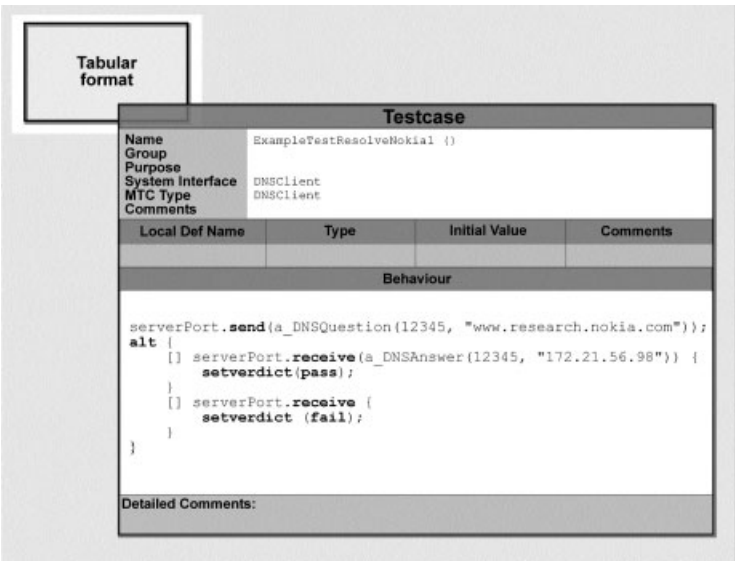 Tabular
format
Testcase
Name ExampleTestResolveNokia1 ()
Group
Purpose
System Interface DNSClient
MTC Type DNSClient
Comments
Local Def Name Type Initial Value Comments
Behaviour
serverPort.send(a_DNSQuestion(12345, "www.research.nokia.com"));
alt {
[] serverPort.receive(a_DNSAnswer(12345, "172.21.56.98")) {
setverdict(pass);
}
[] serverPort.receive {
setverdict (fail);
}
}
Detailed Comments: